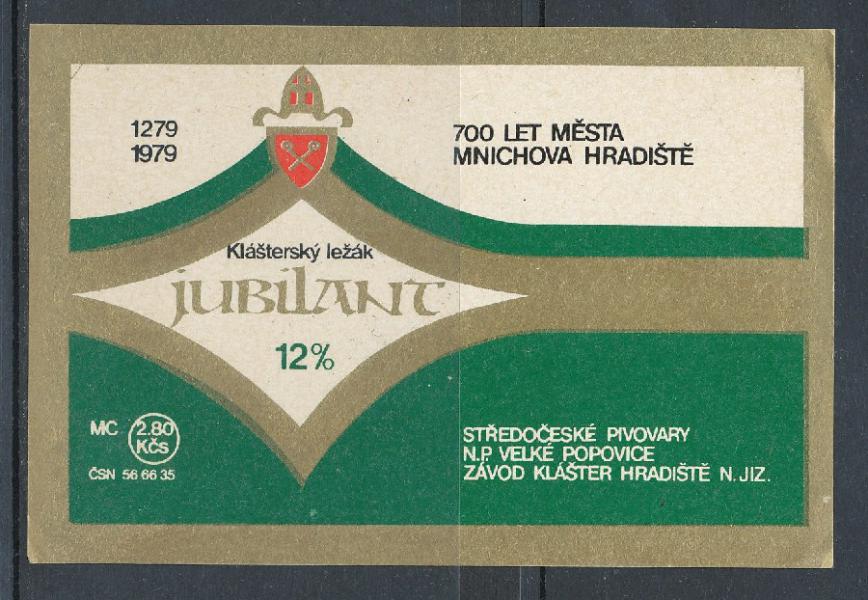 1279
1979
700 LET MĚSTA
MNICHOVA HRADIŠTĚ
Klášterský ležák
JUBILANT
12%
MC 2.80 Kčs
ČSN 56 66 35
STŘEDOČESKÉ PIVOVARY
N.P. VELKÉ POPOVICE
ZÁVOD KLÁŠTER HRADIŠTĚ N. JIZ.